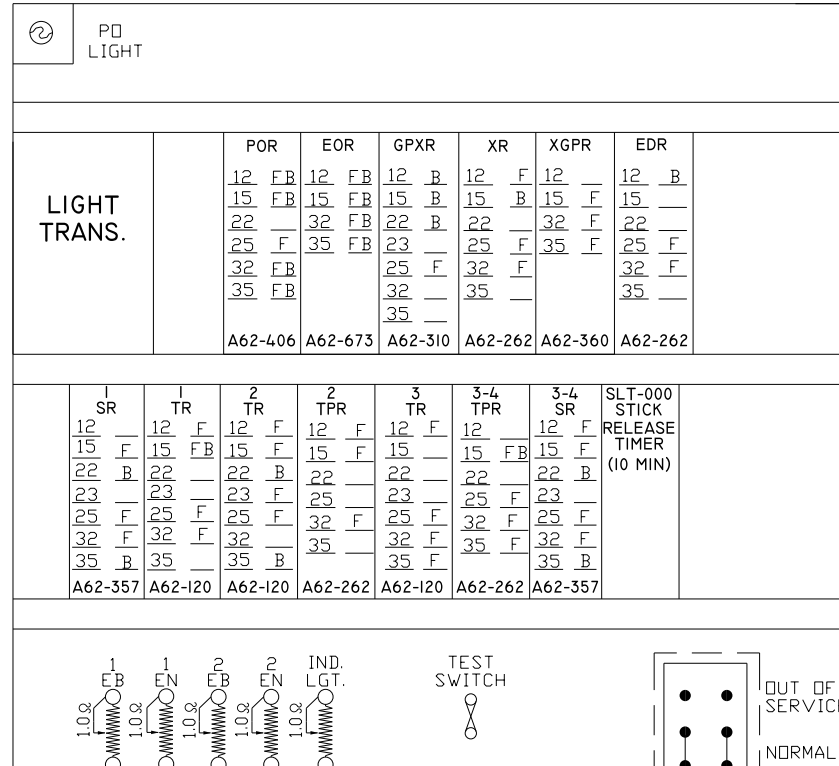 PO
LIGHT
LIGHT
TRANS.
POR
12 FB
15 FB
22
25 F
32 FB
35 FB
A62-406
EOR
12 FB
15 FB
32 FB
35 FB
A62-673
GPXR
12 B
15 B
22 B
23
25 F
32
35
A62-310
XR
12 F
15 B
22
25 F
32 F
35
A62-262
XGPR
12
15 F
32 F
35 F
A62-360
EDR
12 B
15
22
25 F
32 F
35
A62-262
1
SR
12
15 F
22 B
23
25 F
32 F
35 B
A62-357
1
TR
12 F
15 FB
22
23
25 F
32 F
35
A62-120
2
TR
12 F
15 F
22 B
23 F
25 F
32
35 B
A62-120
2
TPR
12 F
15 F
22
25
32 F
35
A62-262
3
TR
12 F
15
22
23
25 F
32 F
35 F
A62-120
3-4
TPR
12
15 FB
22
25 F
32 F
35 F
A62-262
3-4
SR
12 F
15 F
22 B
23
25 F
32 F
35 B
A62-357
SLT-000
STICK
RELEASE
TIMER
(10 MIN)
1
EB
1.0 Ω
1
EN
1.0 Ω
2
EB
1.0 Ω
2
EN
1.0 Ω
IND.
LGT.
1.0 Ω
TEST
SWITCH
OUT OF
SERVIC
NORMAL